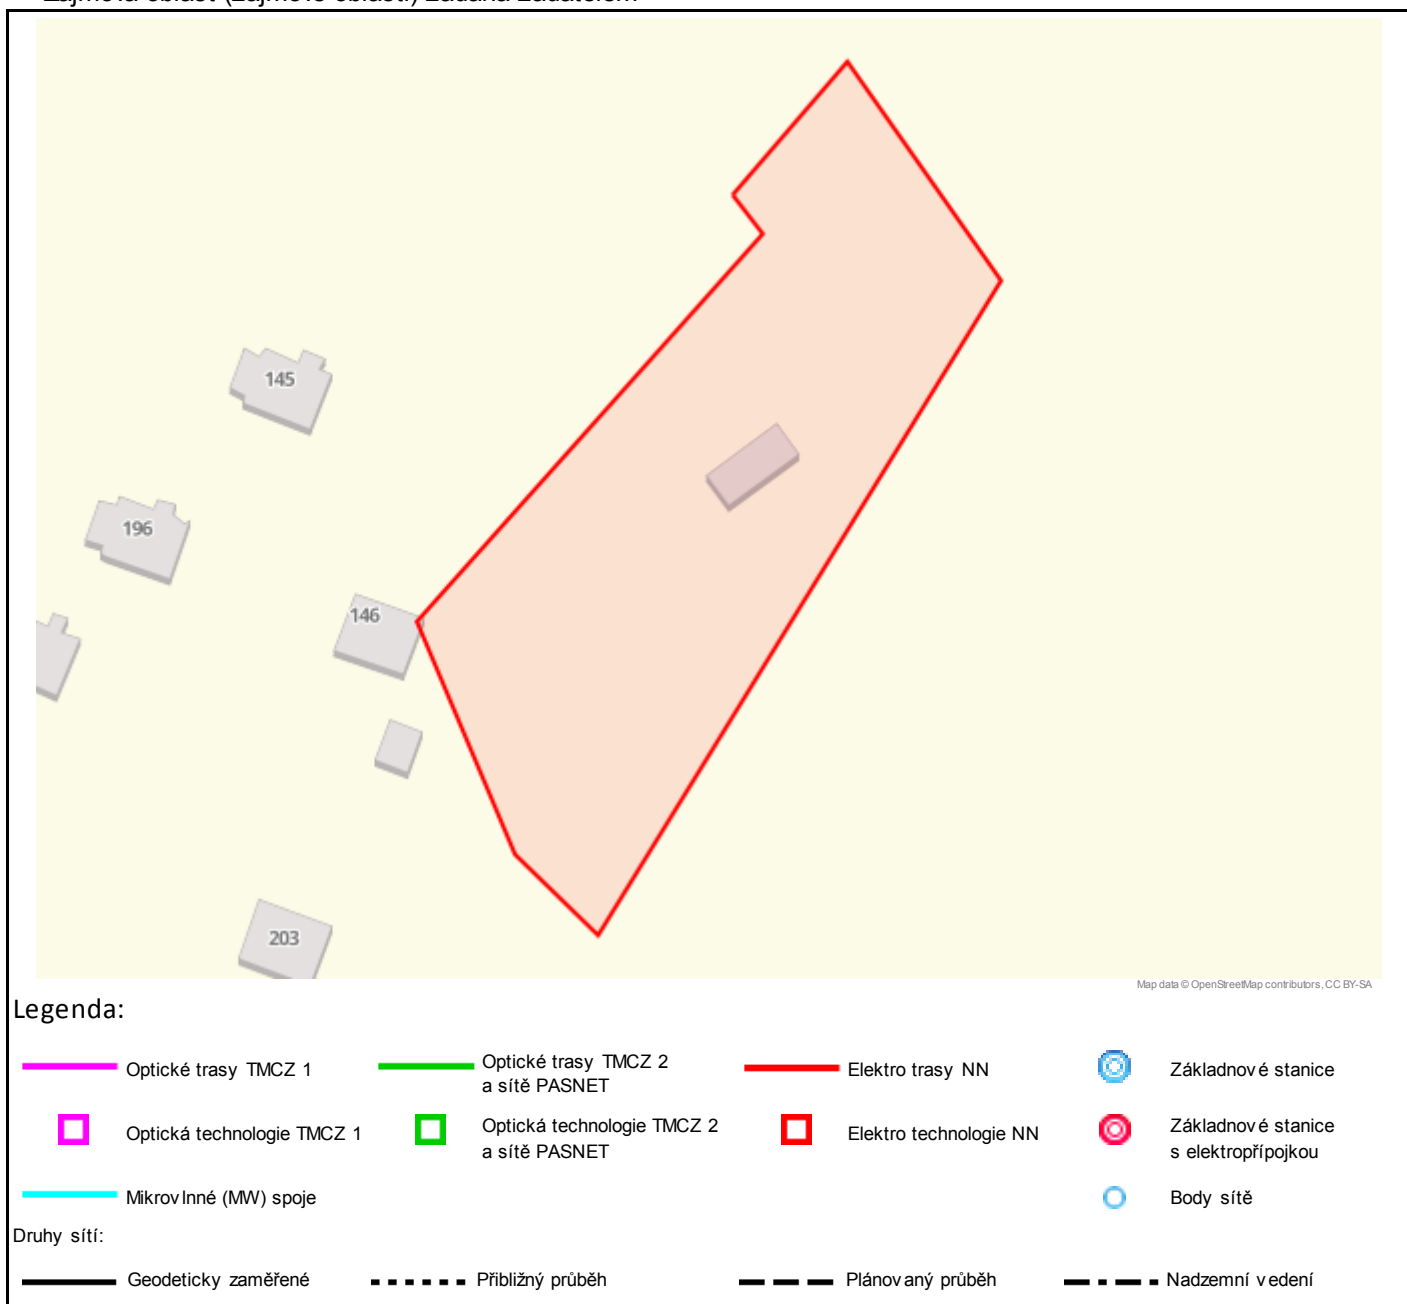 145
196
146
203
Map data © OpenStreetMap contributors, CC BY-SA
Legenda:
Optické trasy TMCZ 1
Optické trasy TMCZ 2
a sítě PASNET
Elektro trasy NN
Základnové stanice
Optická technologie TMCZ 1
Optická technologie TMCZ 2
a sítě PASNET
Elektro technologie NN
Základnové stanice
s elektropřípojkou
Mikrovlnné (MW) spoje
Body sítě
Druhy sítí:
Geodeticky zaměřené
Přibližný průběh
Plánovaný průběh
Nadzemní vedení